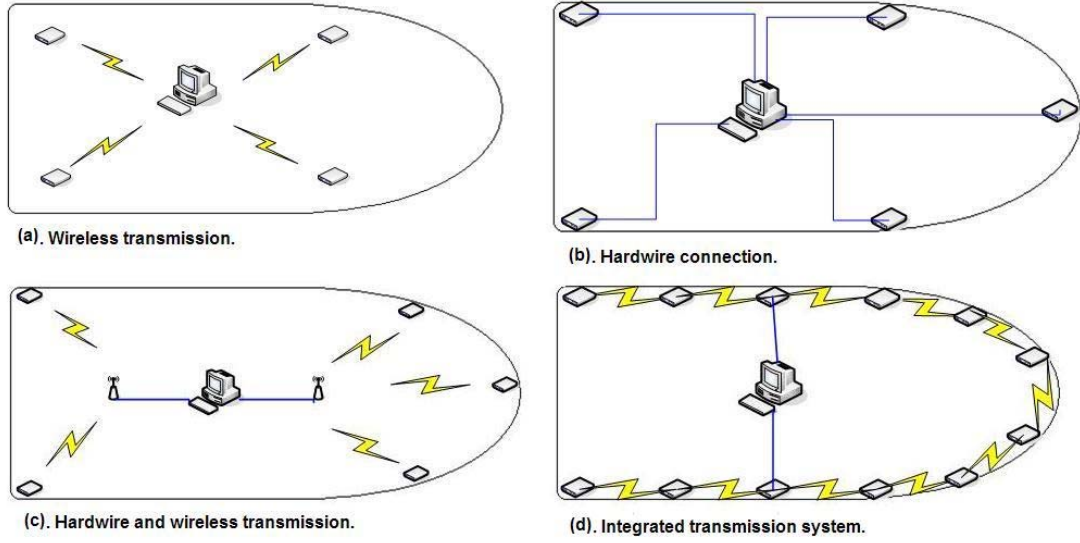 (a). Wireless transmission.
(b). Hardwire connection.
(c). Hardwire and wireless transmission.
(d). Integrated transmission system.